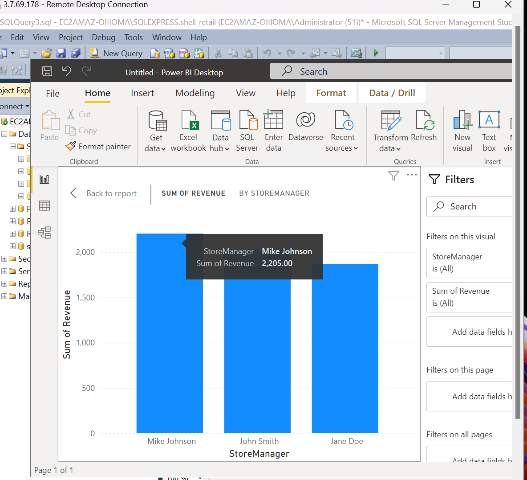 3.7.69.178 - Remote Desktop Connection
SQLQuery3.sql - EC2AMAZ-OHIOMA\SQLEXPRESS.shell retail (EC2AMAZ-OHIOMA\Administrator (51))* - Microsoft SQL Server Management
Edit View Project Debug Tools Window Help
New Query
Untitled - Power BI Desktop
Search
File Home Insert Modeling View Help Format Data / Drill
Paste
Cut
Copy
Format painter
Get data
Excel workbook
Data hub
SQL Server
Enter data
Dataverse
Recent sources
Transform data
Refresh
New visual
Text box
Clipboard
Data
Queries
Insert
Back to report
SUM OF REVENUE BY STOREMANAGER
StoreManager Mike Johnson
Sum of Revenue 2,205.00
Sum of Revenue
2,000
1,500
1,000
500
0
Mike Johnson John Smith Jane Doe
StoreManager
Filters
Search
Filters on this visual
StoreManager
is (All)
Sum of Revenue
is (All)
Add data fields
Filters on this page
Add data fields
Filters on all pages
Add data fields
Page 1 of 1